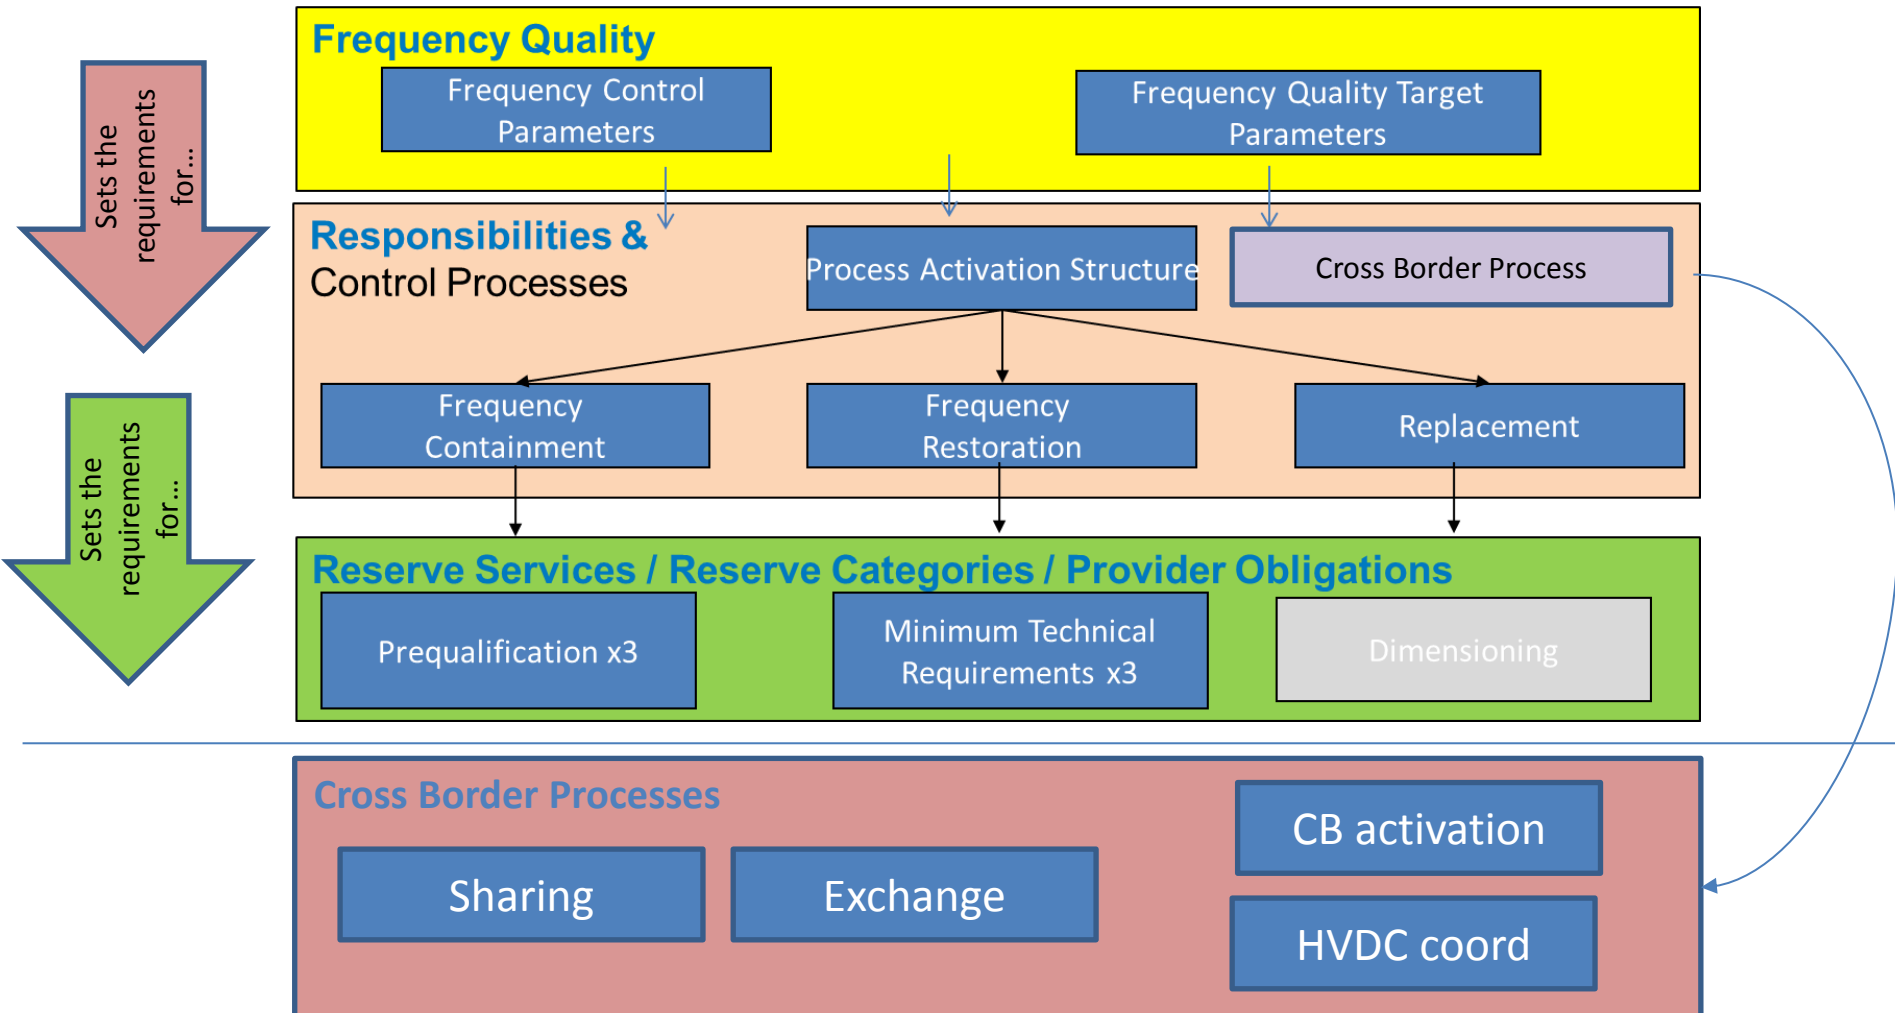 Frequency Quality
Frequency Control
Parameters
Frequency Quality Target
Parameters
Sets the
requirements
for...
Responsibilities &
Control Processes
Process Activation Structure
Cross Border Process
Frequency
Containment
Frequency
Restoration
Replacement
Sets the
requirements
for...
Reserve Services / Reserve Categories / Provider Obligations
Prequalification x3
Minimum Technical
Requirements x3
Dimensioning
Cross Border Processes
Sharing
Exchange
CB activation
HVDC coord